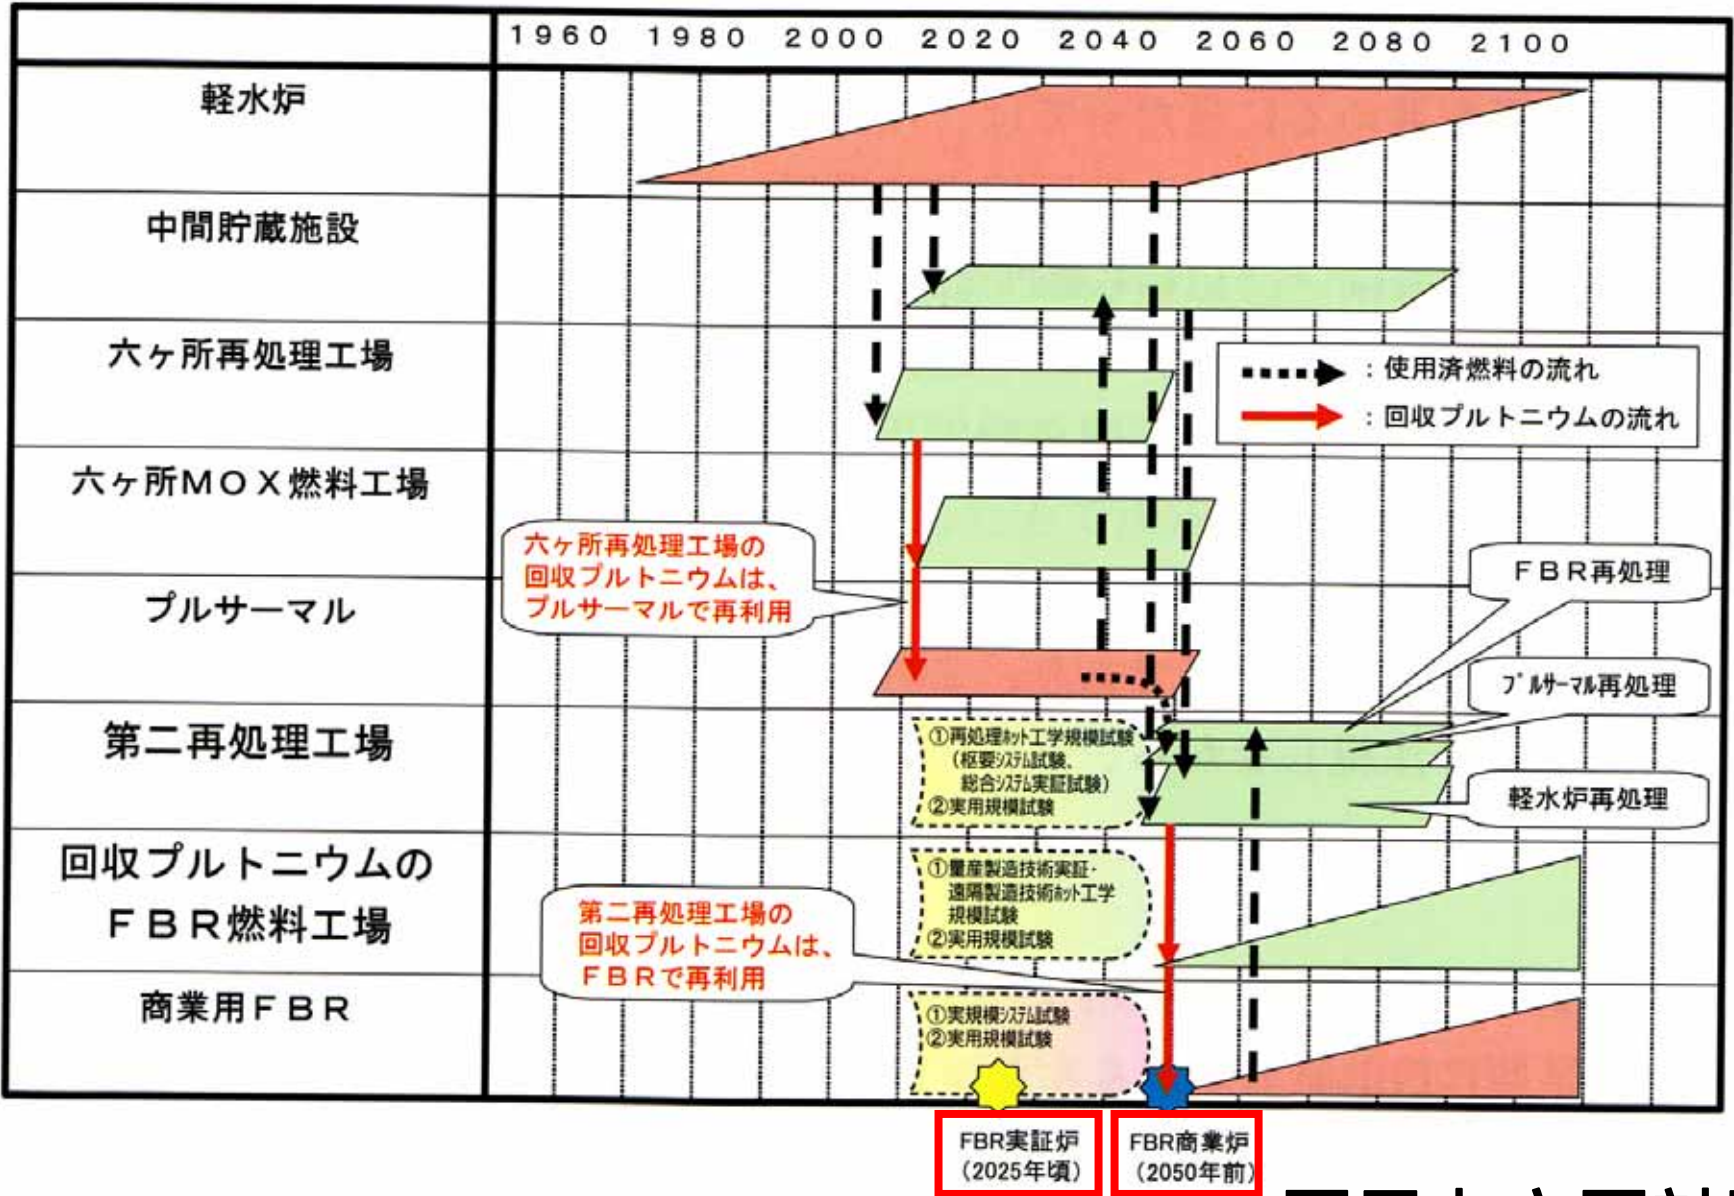 １９６０　１９８０　２０００　２０２０　２０４０　２０６０　２０８０　２１００
軽水炉
中間貯蔵施設
六ヶ所再処理工場
：使用済燃料の流れ
：回収プルトニウムの流れ
六ヶ所ＭＯＸ燃料工場
六ヶ所再処理工場の
回収プルトニウムは、
プルサーマルで再利用
ＦＢＲ再処理
プルサーマル
ﾌﾟﾙｻｰﾏﾙ再処理
第二再処理工場
①再処理ﾎｯﾄ工学規模試験
（枢要ｼｽﾃﾑ試験、
総合ｼｽﾃﾑ実証試験）
②実用規模試験
軽水炉再処理
回収プルトニウムの
ＦＢＲ燃料工場
①量産製造技術実証・
遠隔製造技術ﾎｯﾄ工学
規模試験
②実用規模試験
第二再処理工場の
回収プルトニウムは、
ＦＢＲで再利用
商業用ＦＢＲ
①実規模ｼｽﾃﾑ試験
②実用規模試験
FBR実証炉
（2025年頃）
FBR商業炉
（2050年前）